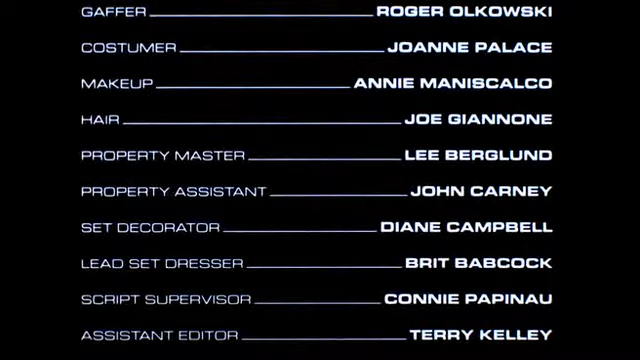 GAFFER ROGER OLKOWSKI
COSTUMER JOANNE PALACE
MAKEUP ANNIE MANISCALCO
HAIR JOE GIANNONE
PROPERTY MASTER LEE BERGLUND
PROPERTY ASSISTANT JOHN CARNEY
SET DECORATOR DIANE CAMPBELL
LEAD SET DRESSER BRIT BABCOCK
SCRIPT SUPERVISOR CONNIE PAPINAU
ASSISTANT EDITOR TERRY KELLEY